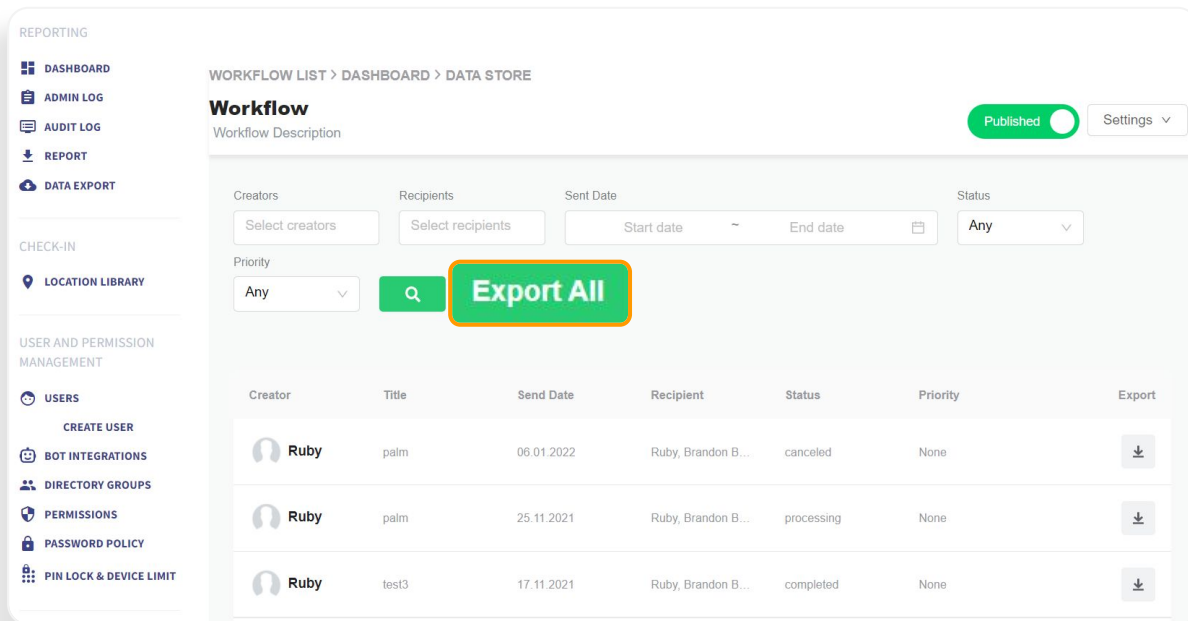 REPORTING
DASHBOARD
ADMIN LOG
AUDIT LOG
REPORT
DATA EXPORT
CHECK-IN
LOCATION LIBRARY
USER AND PERMISSION
MANAGEMENT
USERS
CREATE USER
BOT INTEGRATIONS
DIRECTORY GROUPS
PERMISSIONS
PASSWORD POLICY
PIN LOCK & DEVICE LIMIT
WORKFLOW LIST > DASHBOARD > DATA STORE
Workflow
Workflow Description
Published Settings
Creators Recipients Sent Date Status
Select creators Select recipients Start date ~ End date Any
Priority
Any Export All
Creator Title Send Date Recipient Status Priority Export
Ruby palm 06.01.2022 Ruby, Brandon B... canceled None
Ruby palm 25.11.2021 Ruby, Brandon B... processing None
Ruby test3 17.11.2021 Ruby, Brandon B... completed None